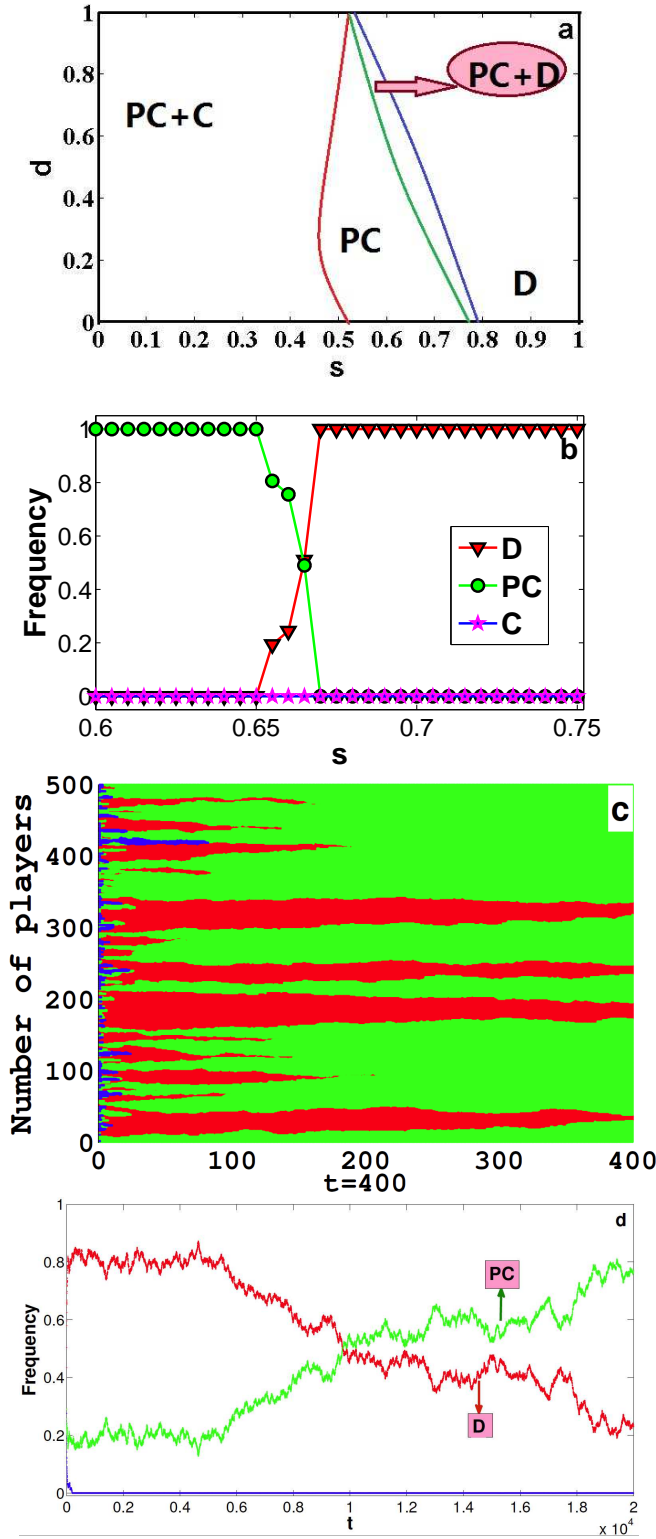 a
1
PC+D
0.8
PC+C
0.6
d
0.4
PC
0.2
D
0
0 0.1 0.2 0.3 0.4 0.5 0.6 0.7 0.8 0.9 1
s
1
b
0.8
Frequency
0.6
D
0.4
PC
0.2
C
0
0.6 0.65 0.7 0.75
s
500
c
Number of players
400
300
200
100
0
0 100 200 300 400
t=400
1
d
0.8
PC
0.6
Frequency
0.4
D
0.2
0
0 0.2 0.4 0.6 0.8 1 1.2 1.4 1.6 1.8 2
t
x 10^4